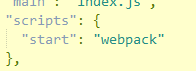 "main": "index.js",
"scripts": {
"start": "webpack"
},